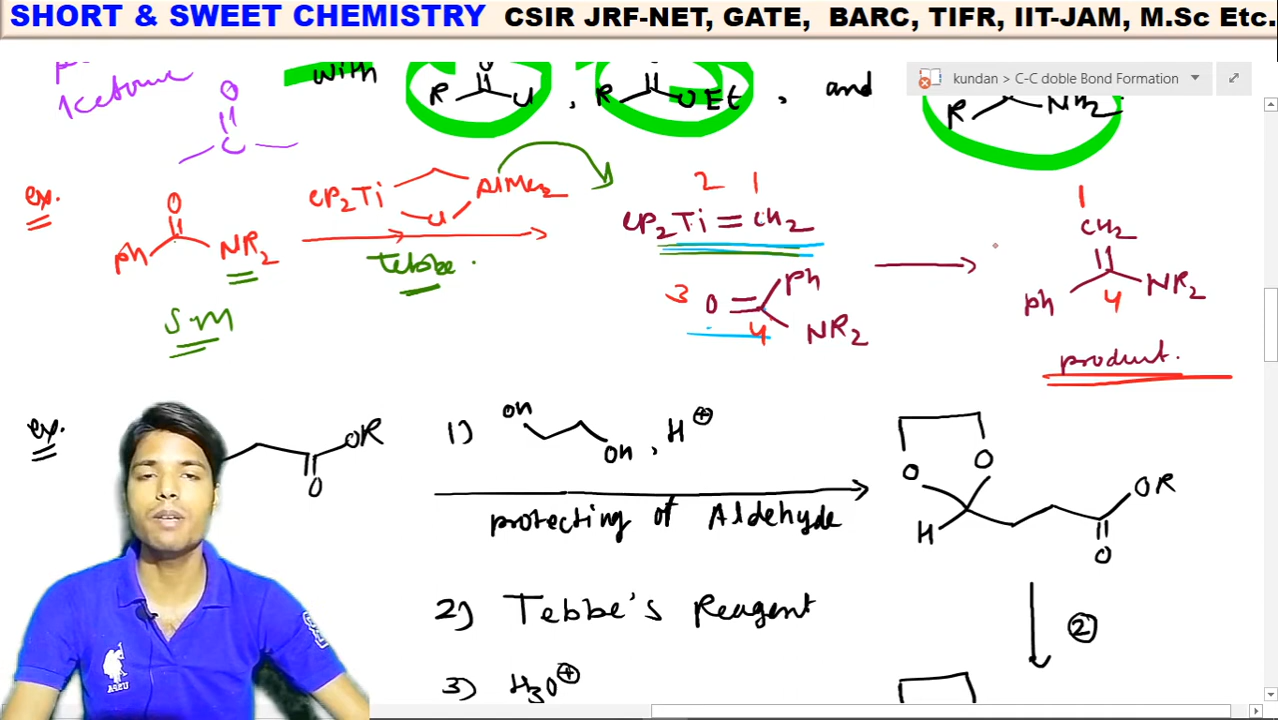 SHORT & SWEET CHEMISTRY CSIR JRF-NET, GATE, BARC, TIFR, IIT-JAM, M.Sc Etc.
kundan > C-C doble Bond Formation
Ketone
with
R Cl , R OEt , and R NH2
O
C
ex.
O
Ph NR2
S.M
CP2Ti AlMe2
Cl
Tebbe.
2 1
CP2Ti=CH2
3 O= Ph
4 NR2
1
CH2
Ph 4 NR2
product.
ex.
OR
O
1) OH OH , H⊕
protecting of Aldehyde
O O
H OR
O
2) Tebbe's Reagent
②
3) H3O⊕
USPA